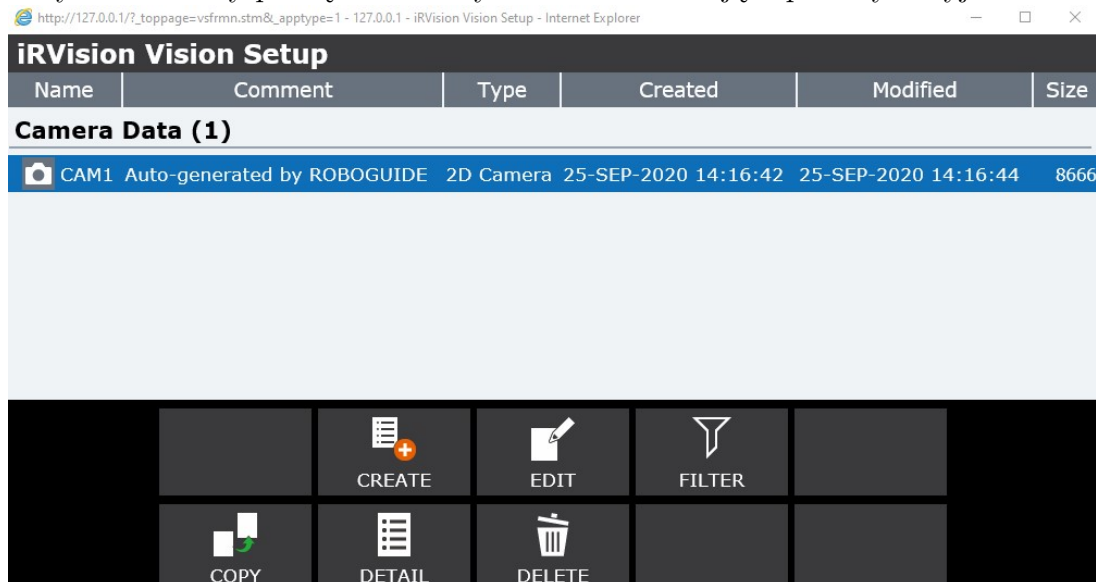 http://127.0.0.1/?_toppage=vsfrmn.stm&_apptype=1 - 127.0.0.1 - iRVision Vision Setup - Internet Explorer
iRVision Vision Setup
Name Comment Type Created Modified Size
Camera Data (1)
CAM1 Auto-generated by ROBOGUIDE 2D Camera 25-SEP-2020 14:16:42 25-SEP-2020 14:16:44 8666
CREATE EDIT FILTER
COPY DETAIL DELETE